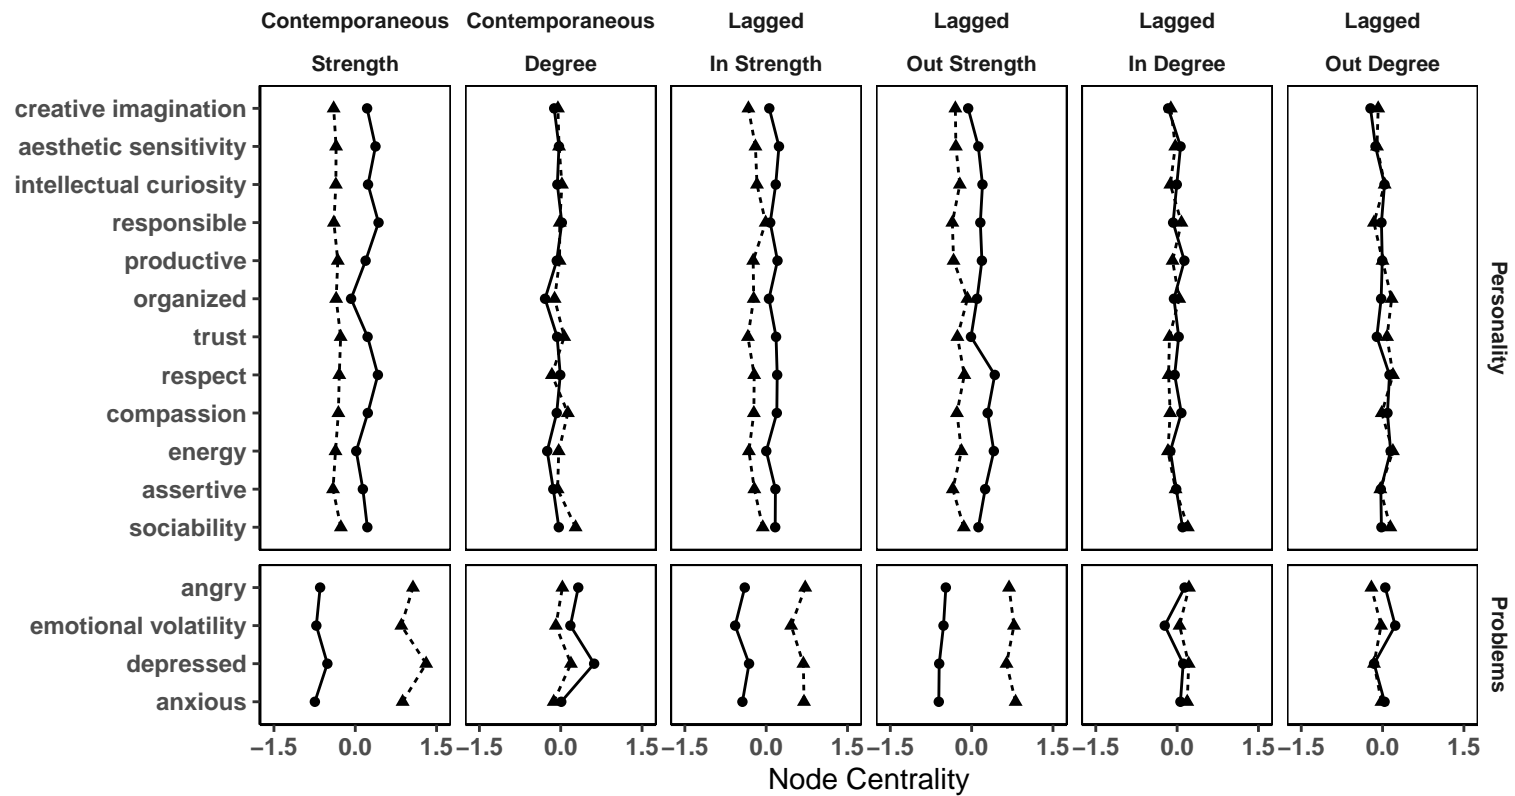 Contemporaneous Contemporaneous Lagged Lagged Lagged Lagged
Strength Degree In Strength Out Strength In Degree Out Degree
creative imagination
aesthetic sensitivity
intellectual curiosity
responsible
productive
organized
trust
respect
compassion
energy
assertive
sociability
Personality
angry
emotional volatility
depressed
anxious
Problems
−1.5 0.0 1.5 −1.5 0.0 1.5 −1.5 0.0 1.5 −1.5 0.0 1.5 −1.5 0.0 1.5 −1.5 0.0 1.5
Node Centrality